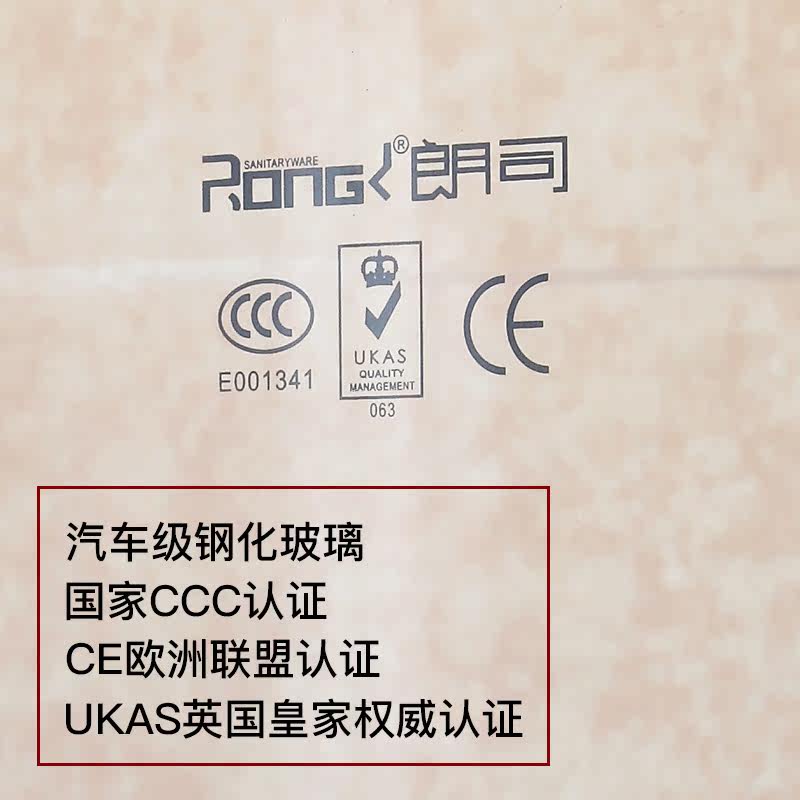 SANITARYWARE
RONG
®
朗司
CCC
E001341
UKAS
QUALITY
MANAGEMENT
063
CE
汽车级钢化玻璃
国家CCC认证
CE欧洲联盟认证
UKAS英国皇家权威认证